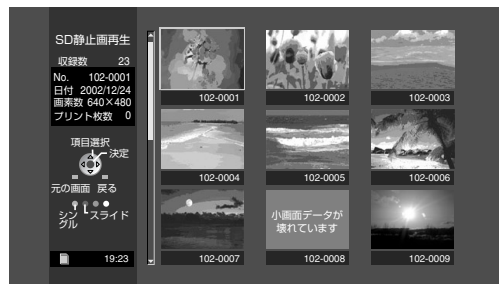 SD静止画再生
収録数 23
No. 102-0001
日付 2002/12/24
画素数 640×480
プリント枚数 0
項目選択
決定
元の画面 戻る
シングル スライド
19:23
102-0001
102-0002
102-0003
102-0004
102-0005
102-0006
小画面データが
壊れています
102-0007
102-0008
102-0009